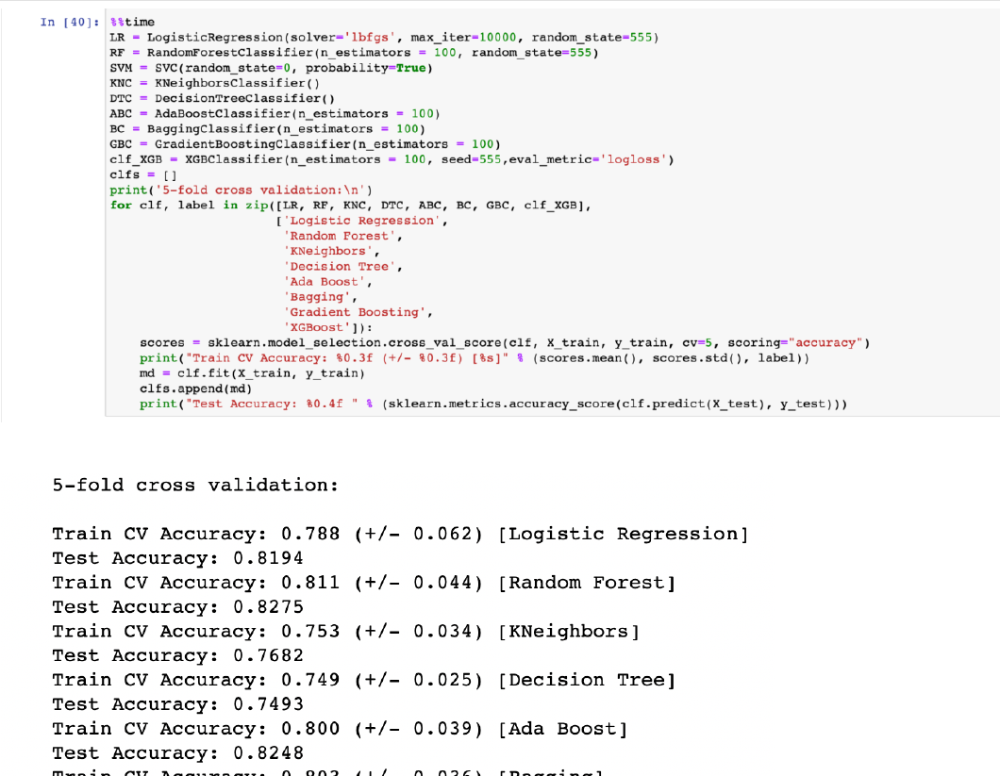 In [40]: %%time
LR = LogisticRegression(solver='lbfgs', max_iter=10000, random_state=555)
RF = RandomForestClassifier(n_estimators = 100, random_state=555)
SVM = SVC(random_state=0, probability=True)
KNC = KNeighborsClassifier()
DTC = DecisionTreeClassifier()
ABC = AdaBoostClassifier(n_estimators = 100)
BC = BaggingClassifier(n_estimators = 100)
GBC = GradientBoostingClassifier(n_estimators = 100)
clf_XGB = XGBClassifier(n_estimators = 100, seed=555,eval_metric='logloss')
clfs = []
print('5-fold cross validation:\n')
for clf, label in zip([LR, RF, KNC, DTC, ABC, BC, GBC, clf_XGB],
['Logistic Regression',
'Random Forest',
'KNeighbors',
'Decision Tree',
'Ada Boost',
'Bagging',
'Gradient Boosting',
'XGBoost']):
scores = sklearn.model_selection.cross_val_score(clf, X_train, y_train, cv=5, scoring="accuracy")
print("Train CV Accuracy: %0.3f (+/- %0.3f) [%s]" % (scores.mean(), scores.std(), label))
md = clf.fit(X_train, y_train)
clfs.append(md)
print("Test Accuracy: %0.4f " % (sklearn.metrics.accuracy_score(clf.predict(X_test), y_test)))
5-fold cross validation:
Train CV Accuracy: 0.788 (+/- 0.062) [Logistic Regression]
Test Accuracy: 0.8194
Train CV Accuracy: 0.811 (+/- 0.044) [Random Forest]
Test Accuracy: 0.8275
Train CV Accuracy: 0.753 (+/- 0.034) [KNeighbors]
Test Accuracy: 0.7682
Train CV Accuracy: 0.749 (+/- 0.025) [Decision Tree]
Test Accuracy: 0.7493
Train CV Accuracy: 0.800 (+/- 0.039) [Ada Boost]
Test Accuracy: 0.8248
Train CV Accuracy: (+/- [Bagging]